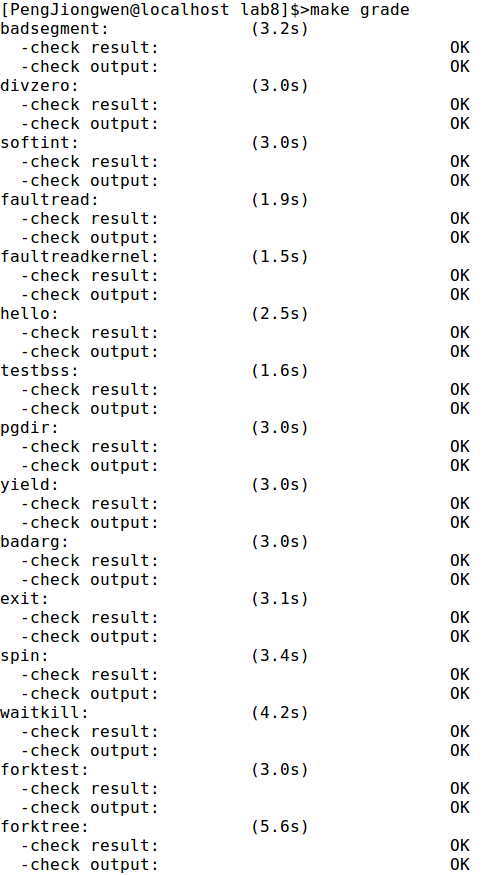 [PengJiongwen@localhost lab8]$>make grade
badsegment:              (3.2s)
  -check result:                             OK
  -check output:                             OK
divzero:                 (3.0s)
  -check result:                             OK
  -check output:                             OK
softint:                 (3.0s)
  -check result:                             OK
  -check output:                             OK
faultread:               (1.9s)
  -check result:                             OK
  -check output:                             OK
faultreadkernel:         (1.5s)
  -check result:                             OK
  -check output:                             OK
hello:                   (2.5s)
  -check result:                             OK
  -check output:                             OK
testbss:                 (1.6s)
  -check result:                             OK
  -check output:                             OK
pgdir:                   (3.0s)
  -check result:                             OK
  -check output:                             OK
yield:                   (3.0s)
  -check result:                             OK
  -check output:                             OK
badarg:                  (3.0s)
  -check result:                             OK
  -check output:                             OK
exit:                    (3.1s)
  -check result:                             OK
  -check output:                             OK
spin:                    (3.4s)
  -check result:                             OK
  -check output:                             OK
waitkill:                (4.2s)
  -check result:                             OK
  -check output:                             OK
forktest:                (3.0s)
  -check result:                             OK
  -check output:                             OK
forktree:                (5.6s)
  -check result:                             OK
  -check output:                             OK